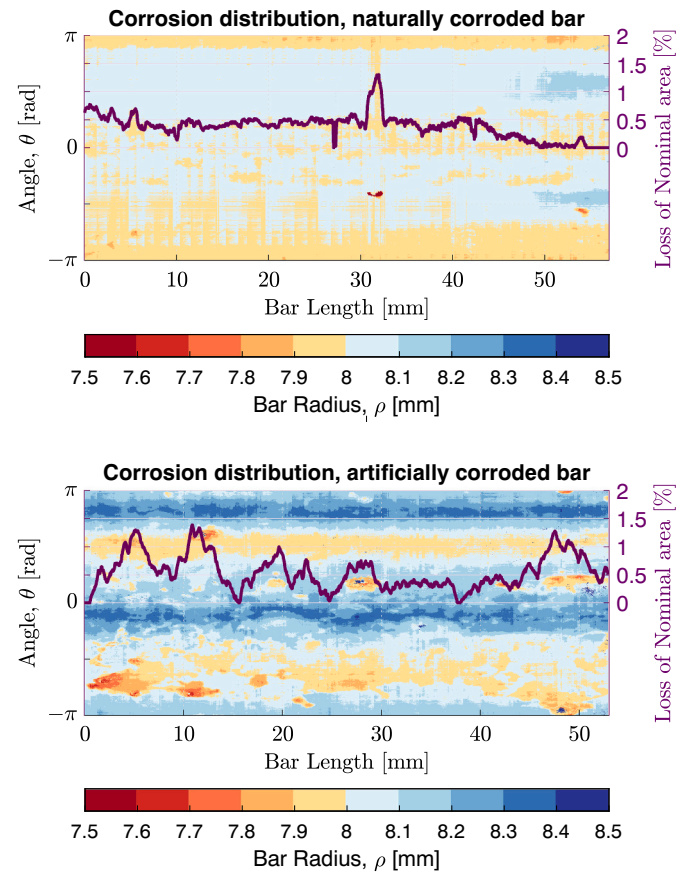 Corrosion distribution, naturally corroded bar
π
0
−π
Angle, θ [rad]
2
1.5
1
0.5
0
Loss of Nominal area [%]
0 10 20 30 40 50
Bar Length [mm]
7.5 7.6 7.7 7.8 7.9 8 8.1 8.2 8.3 8.4 8.5
Bar Radius, ρ [mm]
Corrosion distribution, artificially corroded bar
π
0
−π
Angle, θ [rad]
2
1.5
1
0.5
0
Loss of Nominal area [%]
0 10 20 30 40 50
Bar Length [mm]
7.5 7.6 7.7 7.8 7.9 8 8.1 8.2 8.3 8.4 8.5
Bar Radius, ρ [mm]